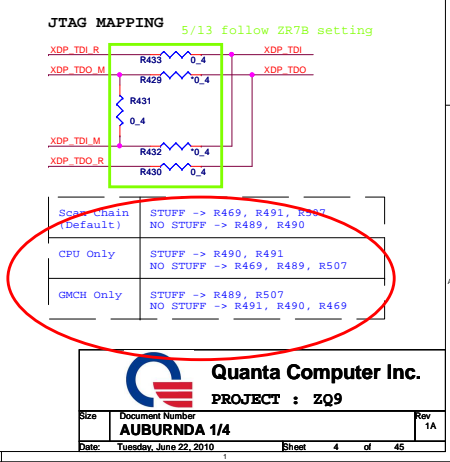 JTAG MAPPING
5/13 follow ZR7B setting
XDP_TDI_R
R433
0_4
XDP_TDI
XDP_TDO_M
R429
*0_4
XDP_TDO
R431
0_4
XDP_TDI_M
R432
*0_4
XDP_TDO_R
R430
0_4
Scan Chain
(Default)
STUFF -> R469, R491, R507
NO STUFF -> R489, R490
CPU Only
STUFF -> R490, R491
NO STUFF -> R469, R489, R507
GMCH Only
STUFF -> R489, R507
NO STUFF -> R491, R490, R469
Quanta Computer Inc.
PROJECT : ZQ9
Size
Document Number
Rev
AUBURNDA 1/4
1A
Date:
Tuesday, June 22, 2010
Sheet
4
of
45
1